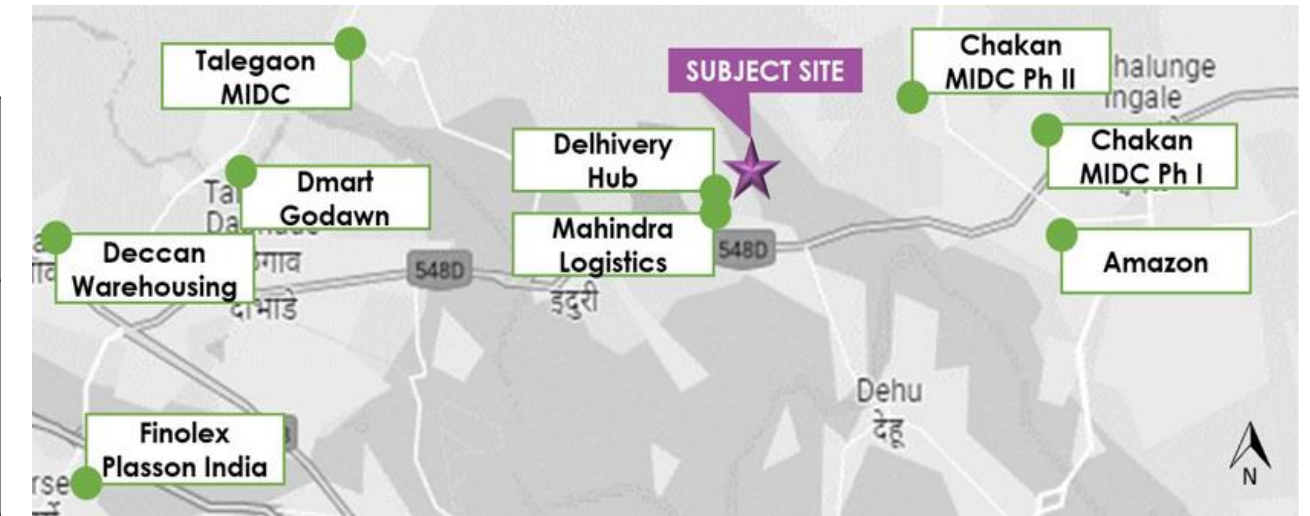 Talegaon
MIDC
SUBJECT SITE
Chakan
MIDC Ph II
halunge
Ingale
Chakan
MIDC Ph I
Delhivery
Hub
Dmart
Godawn
Mahindra
Logistics
548D
Amazon
Deccan
Warehousing
548D
इंदुरी
दाभाडे
Dehu
देहू
Finolex
Plasson India
rse
N